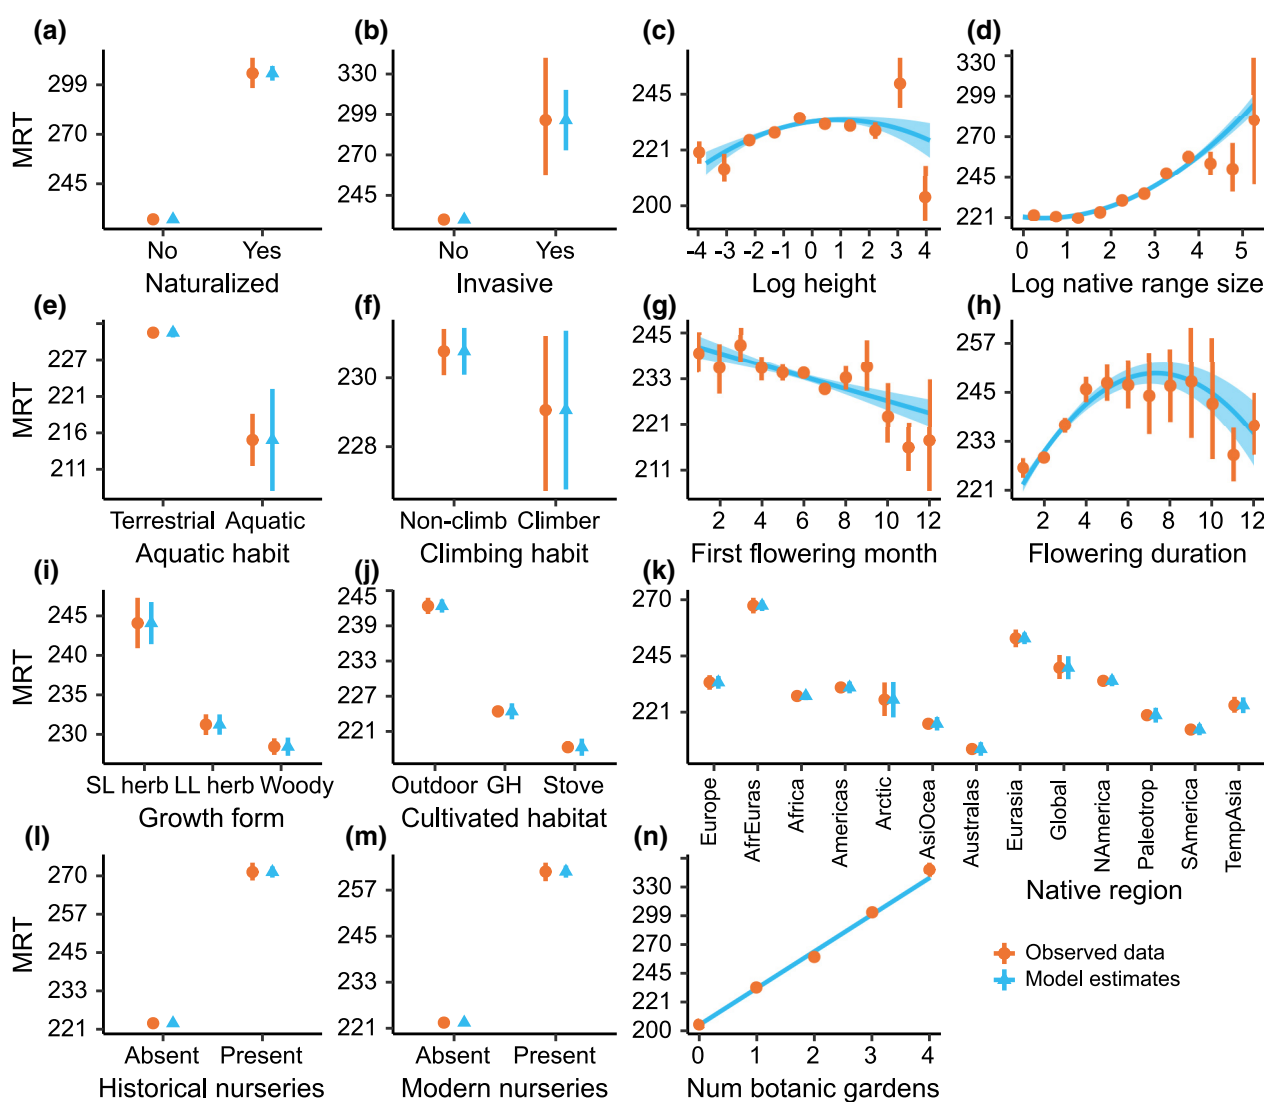 (a) (b) (c) (d)
MRT
299
270
245
No Yes
Naturalized
330
299
270
245
No Yes
Invasive
245
221
200
-4 -3 -2 -1 0 1 2 3 4
Log height
330
299
270
245
221
0 1 2 3 4 5
Log native range size
(e) (f) (g) (h)
MRT
227
221
216
211
Terrestrial Aquatic
Aquatic habit
230
228
Non-climb Climber
Climbing habit
245
233
221
211
2 4 6 8 10 12
First flowering month
257
245
233
221
2 4 6 8 10 12
Flowering duration
(i) (j) (k)
MRT
245
240
235
230
SL herb LL herb Woody
Growth form
245
239
233
227
221
Outdoor GH Stove
Cultivated habitat
270
245
221
Europe
AfrEuras
Africa
Americas
Arctic
AsiOcea
Australas
Eurasia
Global
NAmerica
Paleotrop
SAmerica
TempAsia
Native region
(l) (m) (n)
MRT
270
257
245
233
221
Absent Present
Historical nurseries
257
245
233
221
Absent Present
Modern nurseries
330
299
270
245
221
200
0 1 2 3 4
Num botanic gardens
Observed data
Model estimates